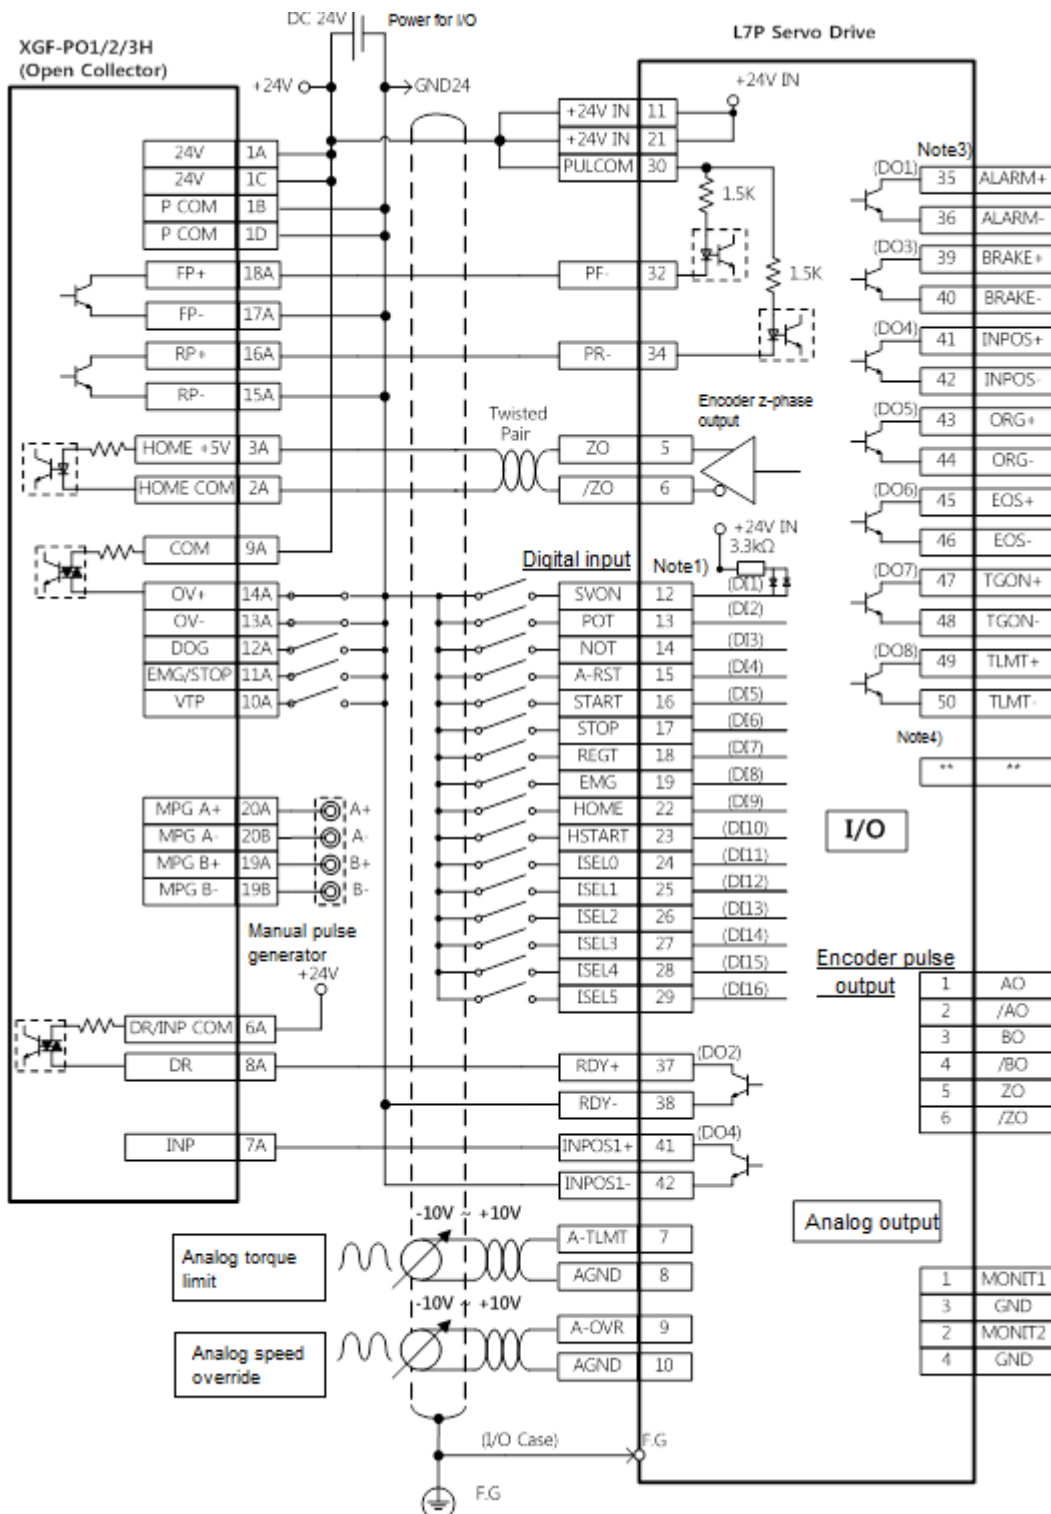 DC 24V
Power for I/O
XGF-PO1/2/3H
(Open Collector)
L7P Servo Drive
+24V
GND24
24V 1A
24V 1C
P COM 1B
P COM 1D
FP+ 18A
FP- 17A
RP+ 16A
RP- 15A
HOME +5V 3A
HOME COM 2A
COM 9A
OV+ 14A
OV- 13A
DOG 12A
EMG/STOP 11A
VTP 10A
MPG A+ 20A A+
MPG A- 20B A-
MPG B+ 19A B+
MPG B- 19B B-
Manual pulse
generator
+24V
DR/INP COM 6A
DR 8A
INP 7A
Analog torque
limit
Analog speed
override
-10V ~ +10V
-10V ~ +10V
Twisted
Pair
+24V IN
+24V IN 11
+24V IN 21
PULCOM 30
1.5K
1.5K
PF- 32
PR- 34
Encoder z-phase
output
ZO 5
/ZO 6
+24V IN
3.3kΩ
Digital input
Note1)
SVON 12 (DI1)
POT 13 (DI2)
NOT 14 (DI3)
A-RST 15 (DI4)
START 16 (DI5)
STOP 17 (DI6)
REGT 18 (DI7)
EMG 19 (DI8)
HOME 22 (DI9)
HSTART 23 (DI10)
ISEL0 24 (DI11)
ISEL1 25 (DI12)
ISEL2 26 (DI13)
ISEL3 27 (DI14)
ISEL4 28 (DI15)
ISEL5 29 (DI16)
RDY+ 37 (DO2)
RDY- 38
INPOS1+ 41 (DO4)
INPOS1- 42
A-TLMT 7
AGND 8
A-OVR 9
AGND 10
(I/O Case)
F.G
F.G
Note3)
(DO1) 35 ALARM+
36 ALARM-
(DO3) 39 BRAKE+
40 BRAKE-
(DO4) 41 INPOS+
42 INPOS-
(DO5) 43 ORG+
44 ORG-
(DO6) 45 EOS+
46 EOS-
(DO7) 47 TGON+
48 TGON-
(DO8) 49 TLMT+
50 TLMT-
Note4)
** **
I/O
Encoder pulse
output
1 AO
2 /AO
3 BO
4 /BO
5 ZO
6 /ZO
Analog output
1 MONIT1
3 GND
2 MONIT2
4 GND